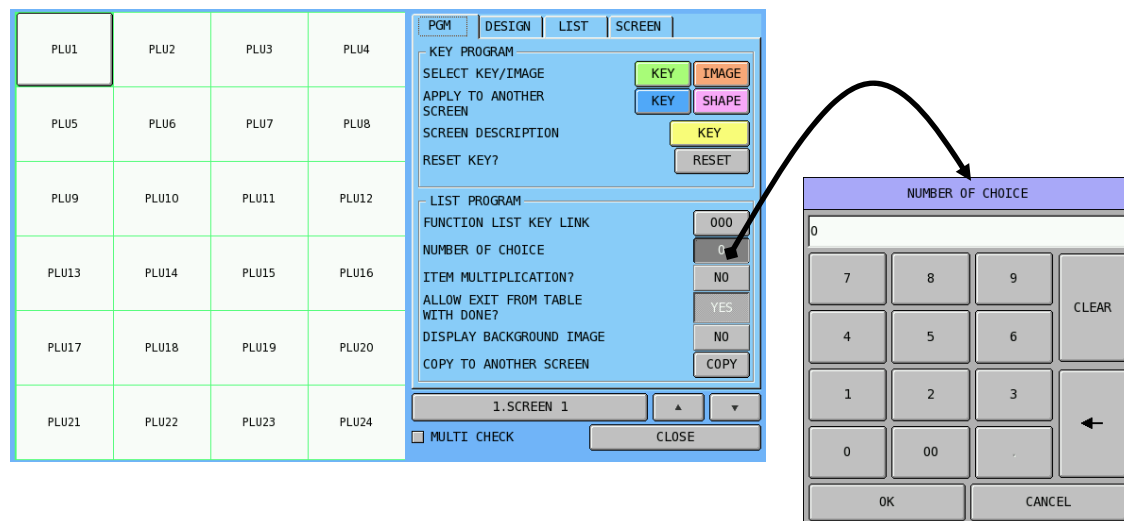 PLU1 PLU2 PLU3 PLU4
PLU5 PLU6 PLU7 PLU8
PLU9 PLU10 PLU11 PLU12
PLU13 PLU14 PLU15 PLU16
PLU17 PLU18 PLU19 PLU20
PLU21 PLU22 PLU23 PLU24
PGM DESIGN LIST SCREEN
KEY PROGRAM
SELECT KEY/IMAGE KEY IMAGE
APPLY TO ANOTHER
SCREEN KEY SHAPE
SCREEN DESCRIPTION KEY
RESET KEY? RESET
LIST PROGRAM
FUNCTION LIST KEY LINK 000
NUMBER OF CHOICE 0
ITEM MULTIPLICATION? NO
ALLOW EXIT FROM TABLE
WITH DONE? YES
DISPLAY BACKGROUND IMAGE NO
COPY TO ANOTHER SCREEN COPY
1.SCREEN 1 ▲ ▼
MULTI CHECK CLOSE
NUMBER OF CHOICE
0
7 8 9 CLEAR
4 5 6
1 2 3 ←
0 00 .
OK CANCEL